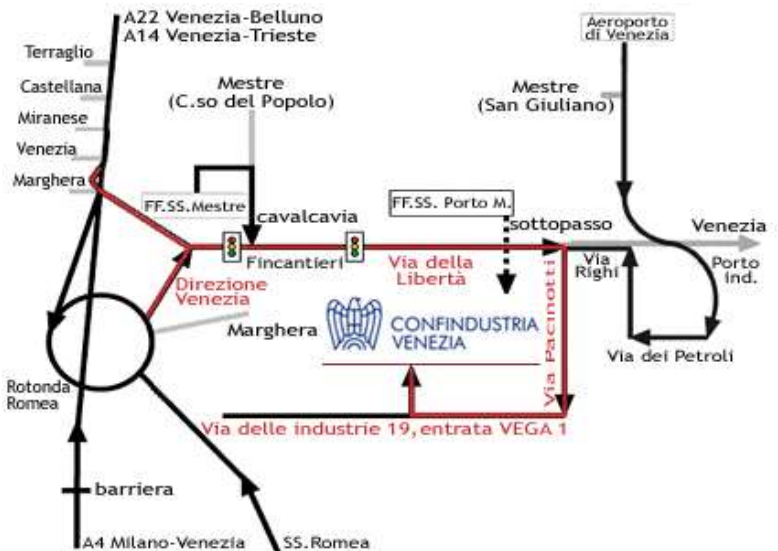 A22 Venezia-Belluno
A14 Venezia-Trieste
Terraglio
Castellana
Miranese
Venezia
Marghera
Mestre
(C.so del Popolo)
FF.SS.Mestre
cavalcavia
Fincantieri
Direzione
Venezia
Marghera
Rotonda
Romea
barriera
A4 Milano-Venezia
SS.Romea
FF.SS. Porto M.
sottopasso
Via della
Libertà
Via Pacinotti
CONFINDUSTRIA
VENEZIA
Via delle industrie 19, entrata VEGA 1
Aeroporto
di Venezia
Mestre
(San Giuliano)
Venezia
Porto
ind.
Via
Righi
Via dei Petroli